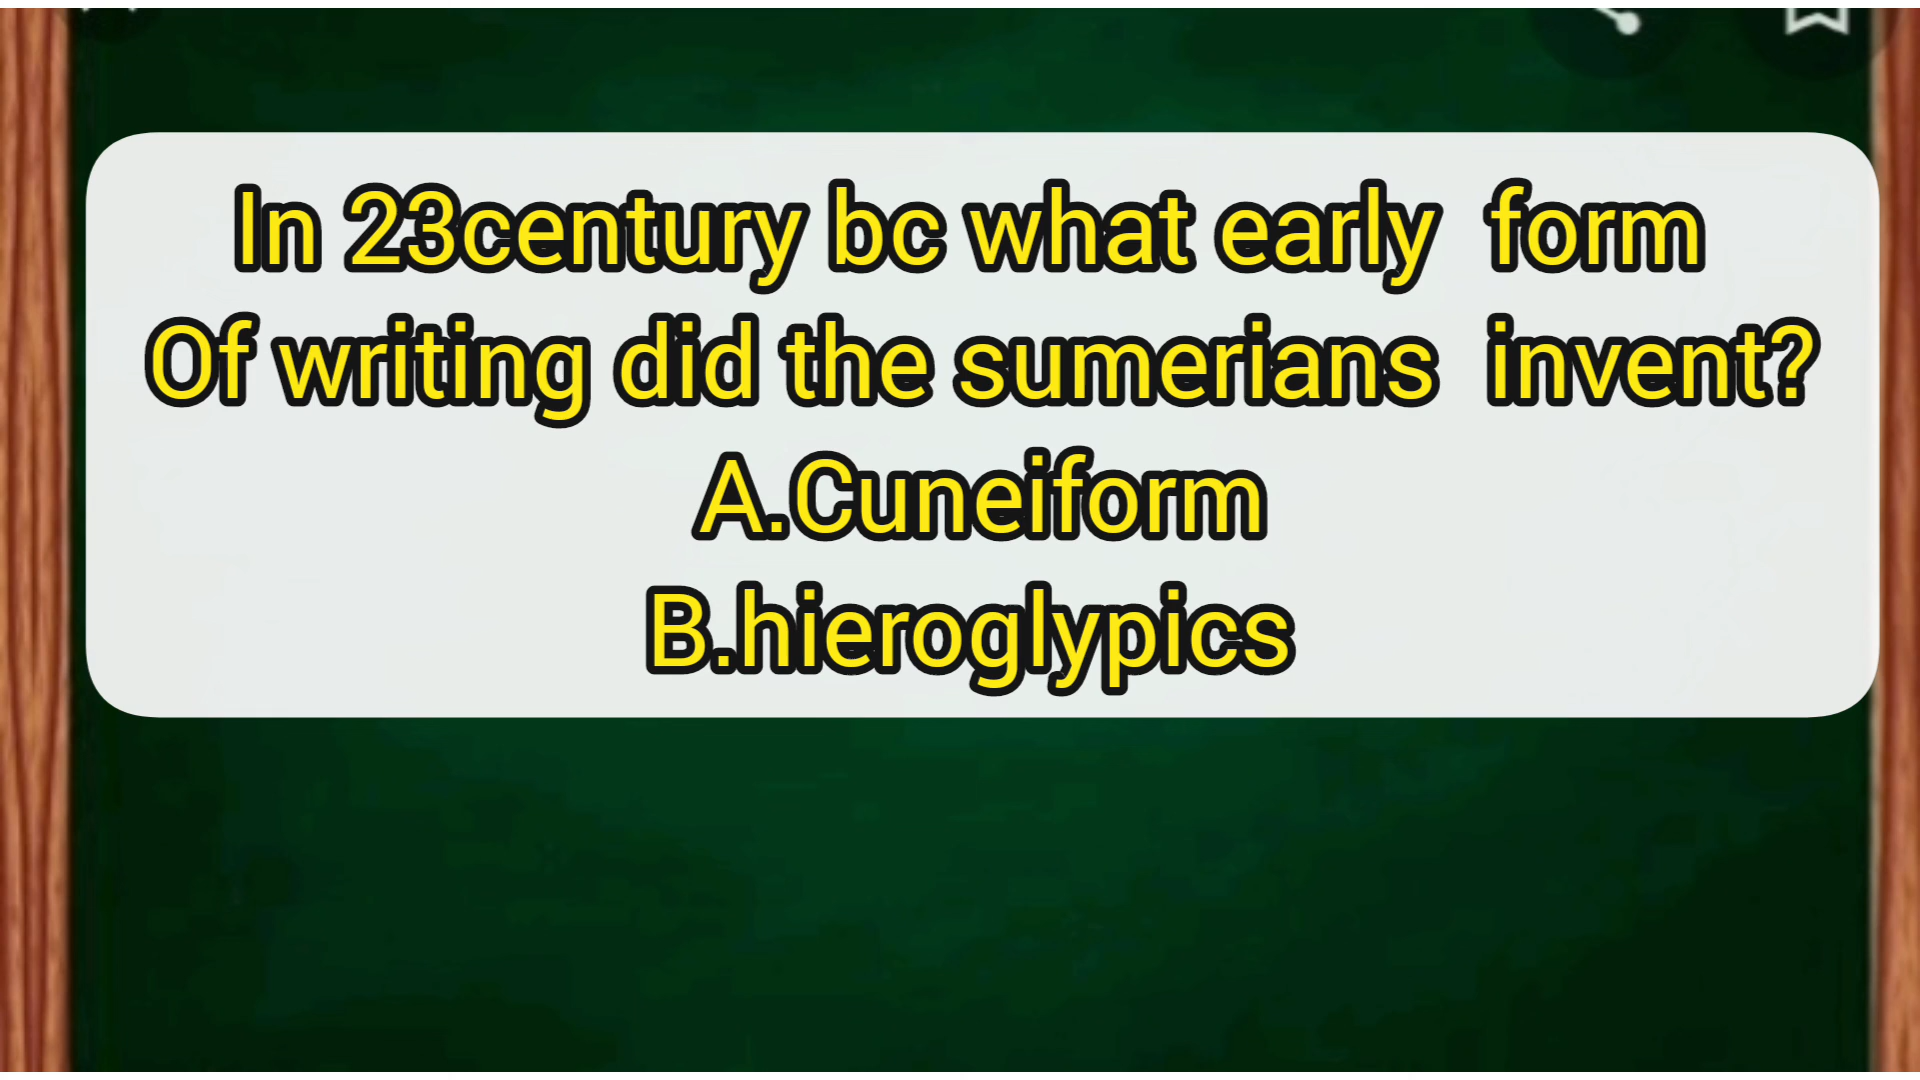 In 23century bc what early  form
Of writing did the sumerians  invent?
A.Cuneiform
B.hieroglypics